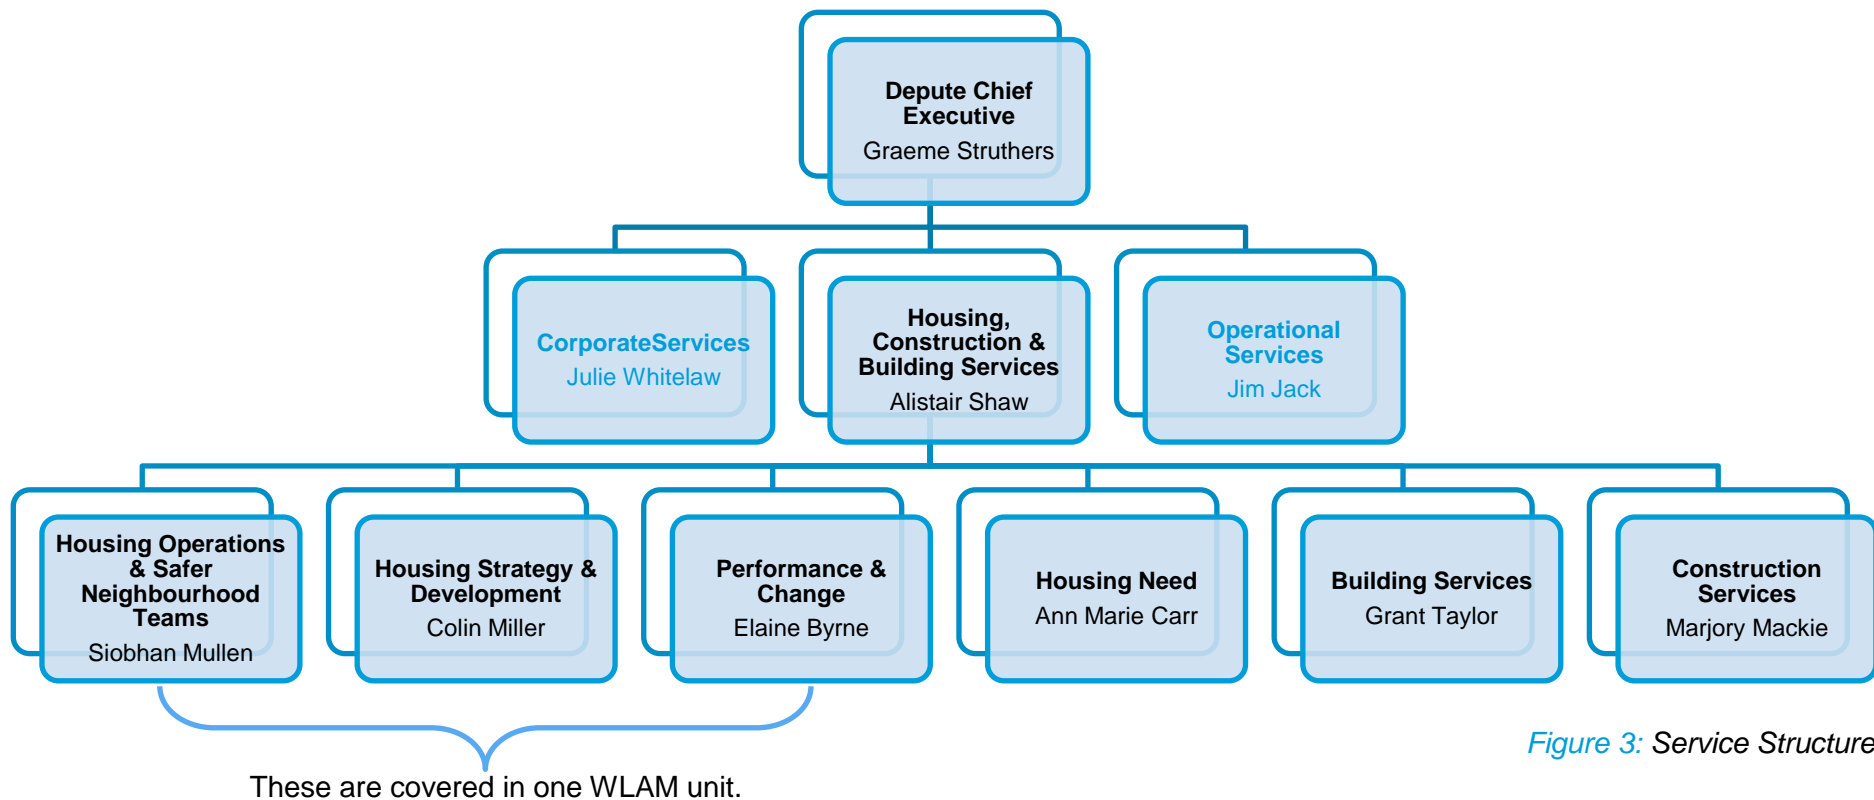 Depute Chief
Executive
Graeme Struthers
CorporateServices
Julie Whitelaw
Housing,
Construction &
Building Services
Alistair Shaw
Operational
Services
Jim Jack
Housing Operations
& Safer
Neighbourhood
Teams
Siobhan Mullen
Housing Strategy &
Development
Colin Miller
Performance &
Change
Elaine Byrne
Housing Need
Ann Marie Carr
Building Services
Grant Taylor
Construction
Services
Marjory Mackie
These are covered in one WLAM unit.
Figure 3: Service Structure